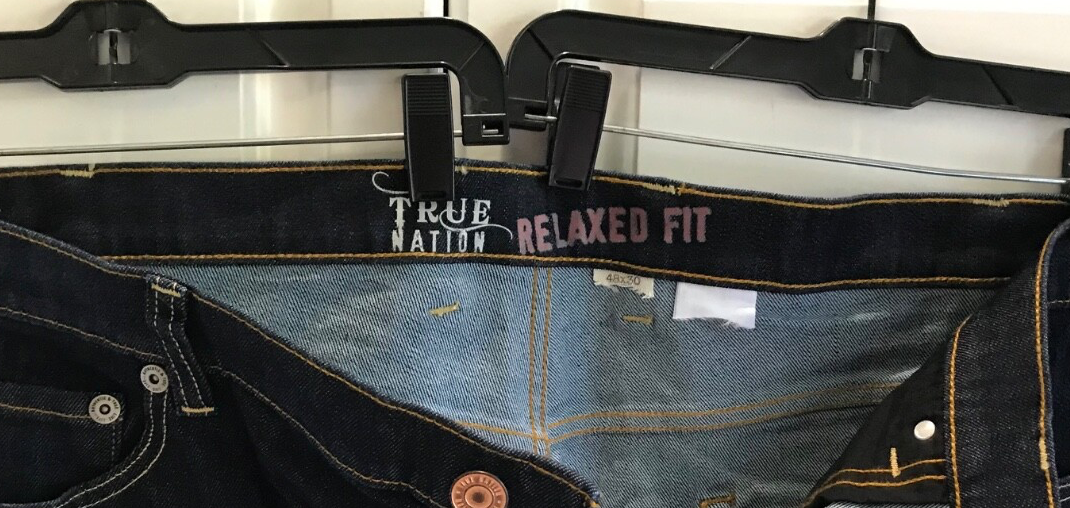 TRUE
NATION
RELAXED FIT
48x30